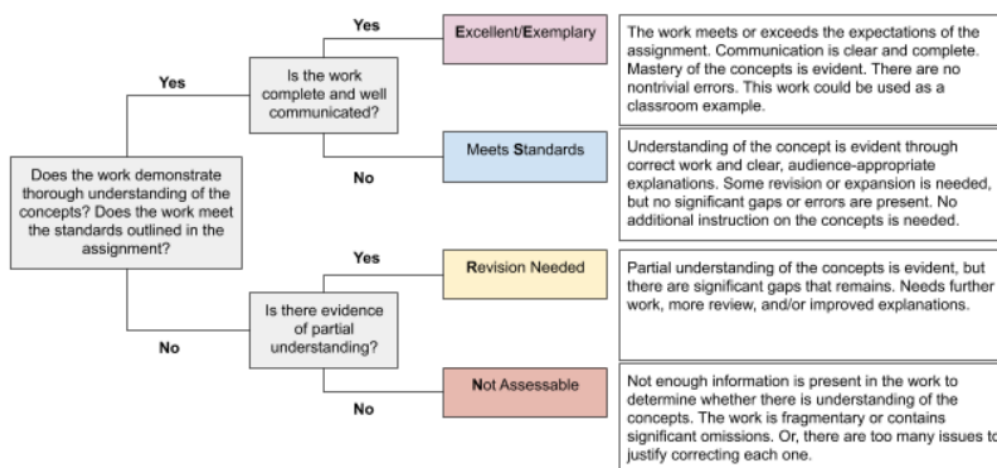 Yes
Excellent/Exemplary
The work meets or exceeds the expectations of the
assignment. Communication is clear and complete.
Mastery of the concepts is evident. There are no
nontrivial errors. This work could be used as a
classroom example.
Yes
Is the work
complete and well
communicated?
No
Meets Standards
Understanding of the concept is evident through
correct work and clear, audience-appropriate
explanations. Some revision or expansion is needed,
but no significant gaps or errors are present. No
additional instruction on the concepts is needed.
Does the work demonstrate
thorough understanding of the
concepts? Does the work meet
the standards outlined in the
assignment?
Yes
Revision Needed
Partial understanding of the concepts is evident, but
there are significant gaps that remains. Needs further
work, more review, and/or improved explanations.
No
Is there evidence
of partial
understanding?
No
Not Assessable
Not enough information is present in the work to
determine whether there is understanding of the
concepts. The work is fragmentary or contains
significant omissions. Or, there are too many issues to
justify correcting each one.